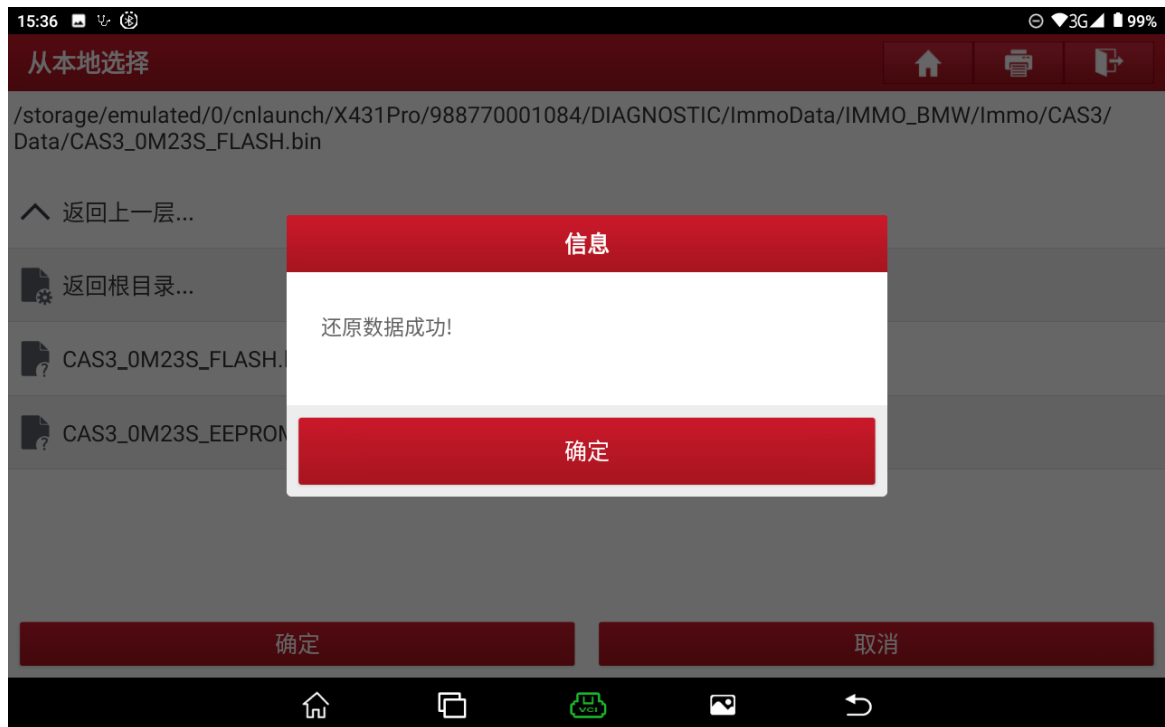 15:36
3G 99%
从本地选择
/storage/emulated/0/cnlaunch/X431Pro/988770001084/DIAGNOSTIC/ImmoData/IMMO_BMW/Immo/CAS3/
Data/CAS3_0M23S_FLASH.bin
返回上一层...
信息
返回根目录...
还原数据成功!
CAS3_0M23S_FLASH.
CAS3_0M23S_EEPROM
确定
确定
取消
VCI